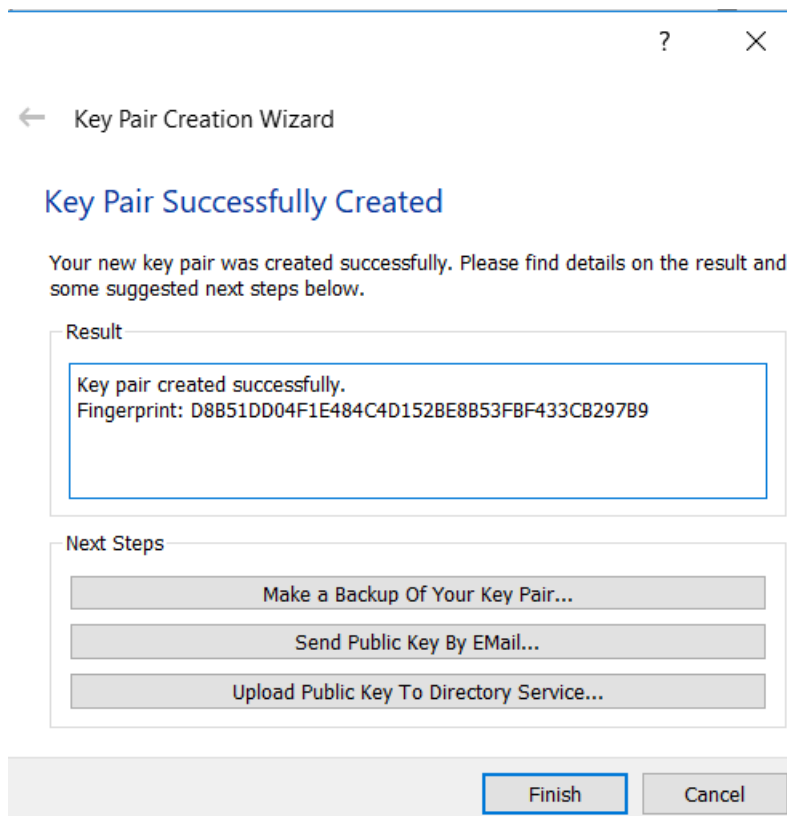 ?
Key Pair Creation Wizard
Key Pair Successfully Created
Your new key pair was created successfully. Please find details on the result and
some suggested next steps below.
Result
Key pair created successfully.
Fingerprint: D8B51DD04F1E484C4D152BE8B53FBF433CB297B9
Next Steps
Make a Backup Of Your Key Pair...
Send Public Key By EMail...
Upload Public Key To Directory Service...
Finish Cancel